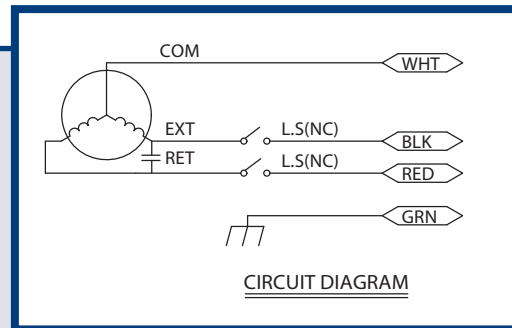 COM
WHT
EXT
L.S(NC)
BLK
RET
L.S(NC)
RED
GRN
CIRCUIT DIAGRAM